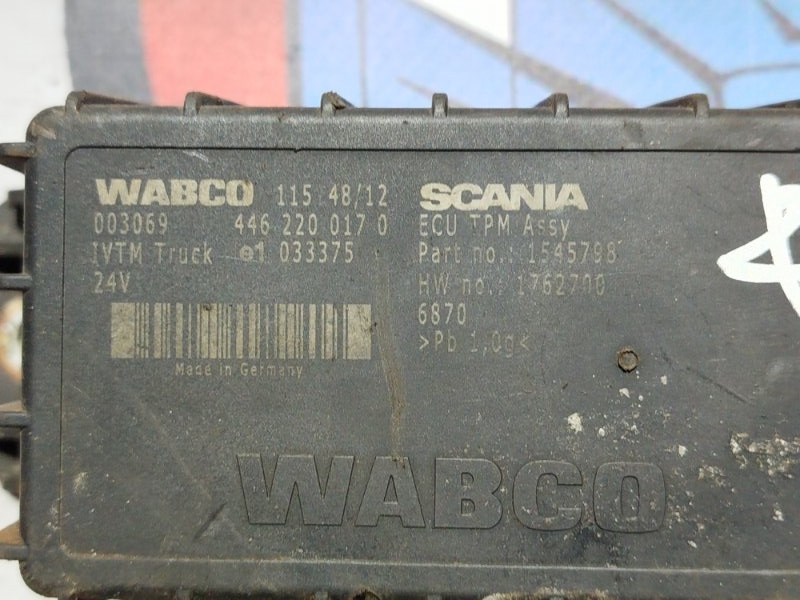 WABCO 115 48/12
003069 446 220 017 0
IVTM Truck e1 033375
24V
Made in Germany
SCANIA
ECU TPM Assy
Part no.: 1545798
HW no.: 1762700
6870
>Pb 1,0g<
WABCO